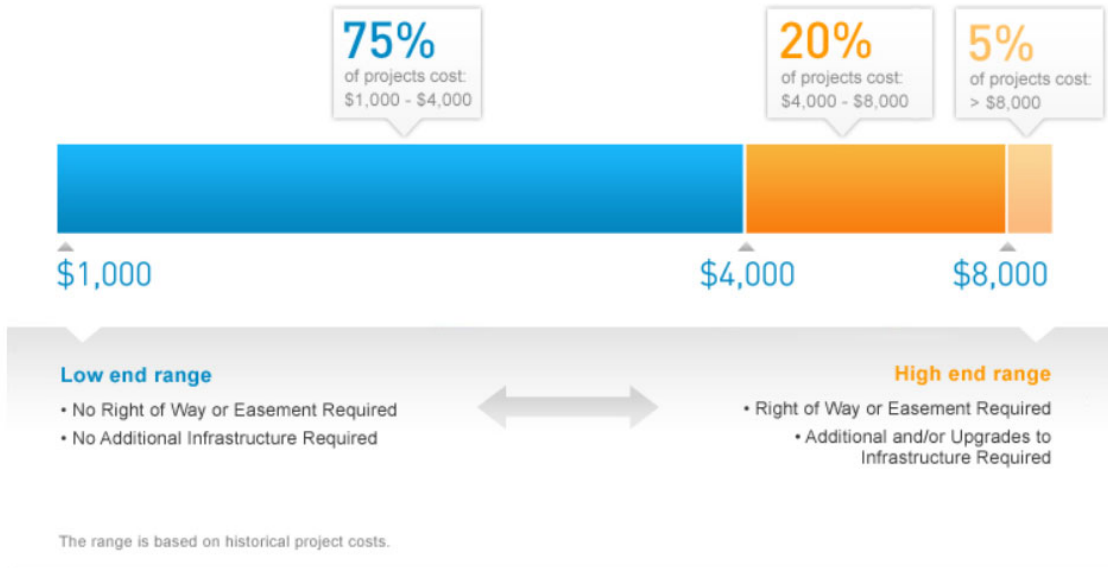 75%
of projects cost:
$1,000 - $4,000
20%
of projects cost:
$4,000 - $8,000
5%
of projects cost:
> $8,000
$1,000
$4,000
$8,000
Low end range
• No Right of Way or Easement Required
• No Additional Infrastructure Required
High end range
• Right of Way or Easement Required
• Additional and/or Upgrades to
Infrastructure Required
The range is based on historical project costs.